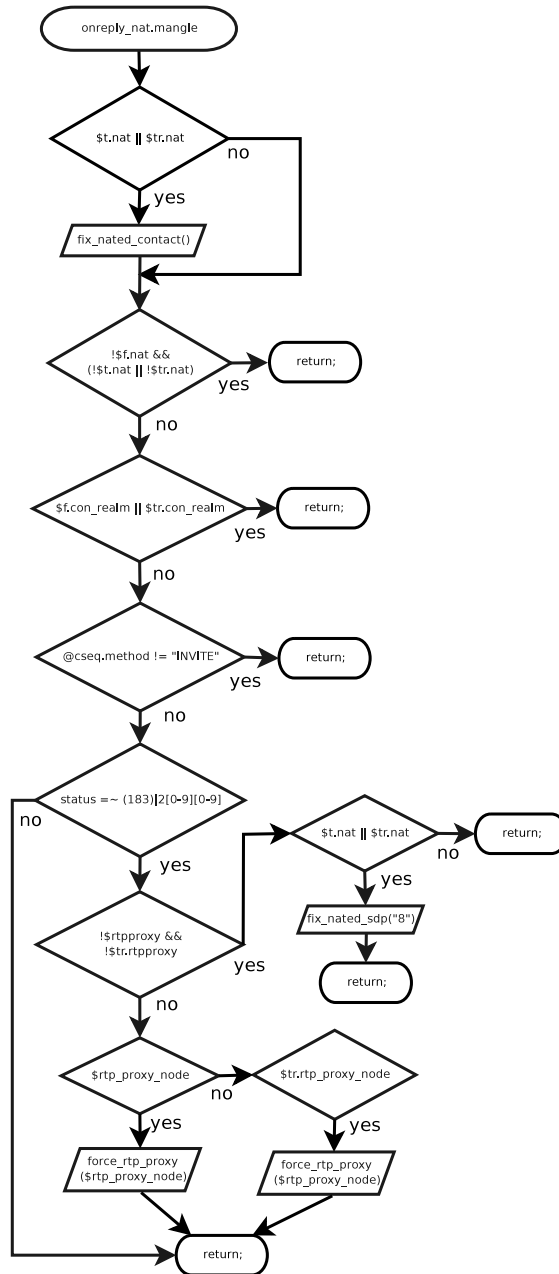 onreply_nat.mangle
$t.nat || $tr.nat
no
yes
fix_nated_contact()
!$f.nat &&
(!$t.nat || !$tr.nat)
return;
yes
no
$f.con_realm || $tr.con_realm
return;
yes
no
@cseq.method != "INVITE"
return;
yes
no
status =~ (183)|2[0-9][0-9]
no
yes
$t.nat || $tr.nat
return;
no
yes
fix_nated_sdp("8")
return;
!$rtpproxy &&
!$tr.rtpproxy
yes
no
$rtp_proxy_node
no
$tr.rtp_proxy_node
yes
yes
force_rtp_proxy
($rtp_proxy_node)
force_rtp_proxy
($rtp_proxy_node)
return;